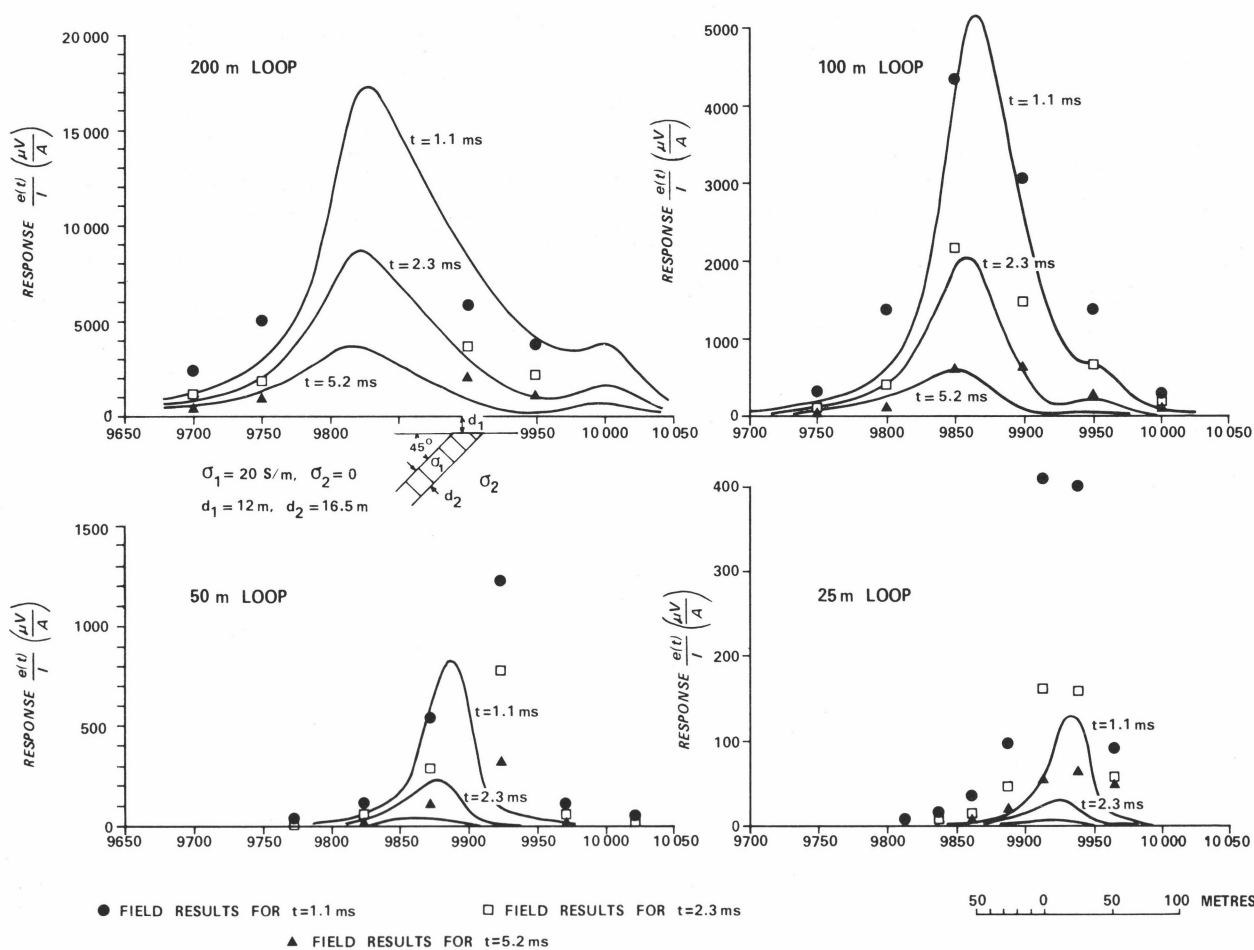 200 m LOOP
20 000
15 000
10 000
5000
0
RESPONSE e(t)/I (μV/A)
t = 1.1 ms
t = 2.3 ms
t = 5.2 ms
9650 9700 9750 9800 9950 10 000 10 050
d1
45°
σ1
σ2
d2
σ1 = 20 S/m, σ2 = 0
d1 = 12 m, d2 = 16.5 m
100 m LOOP
5000
4000
3000
2000
1000
0
RESPONSE e(t)/I (μV/A)
t = 1.1 ms
t = 2.3 ms
t = 5.2 ms
9700 9750 9800 9850 9900 9950 10 000 10 050
50 m LOOP
1500
1000
500
0
RESPONSE e(t)/I (μV/A)
t=1.1 ms
t=2.3 ms
9650 9700 9750 9800 9850 9900 9950 10 000 10 050
25 m LOOP
400
300
200
100
0
RESPONSE e(t)/I (μV/A)
t=1.1 ms
t=2.3 ms
9700 9750 9800 9850 9900 9950 10 000 10 050
● FIELD RESULTS FOR t=1.1 ms
□ FIELD RESULTS FOR t=2.3 ms
▲ FIELD RESULTS FOR t=5.2 ms
50 0 50 100 METRES